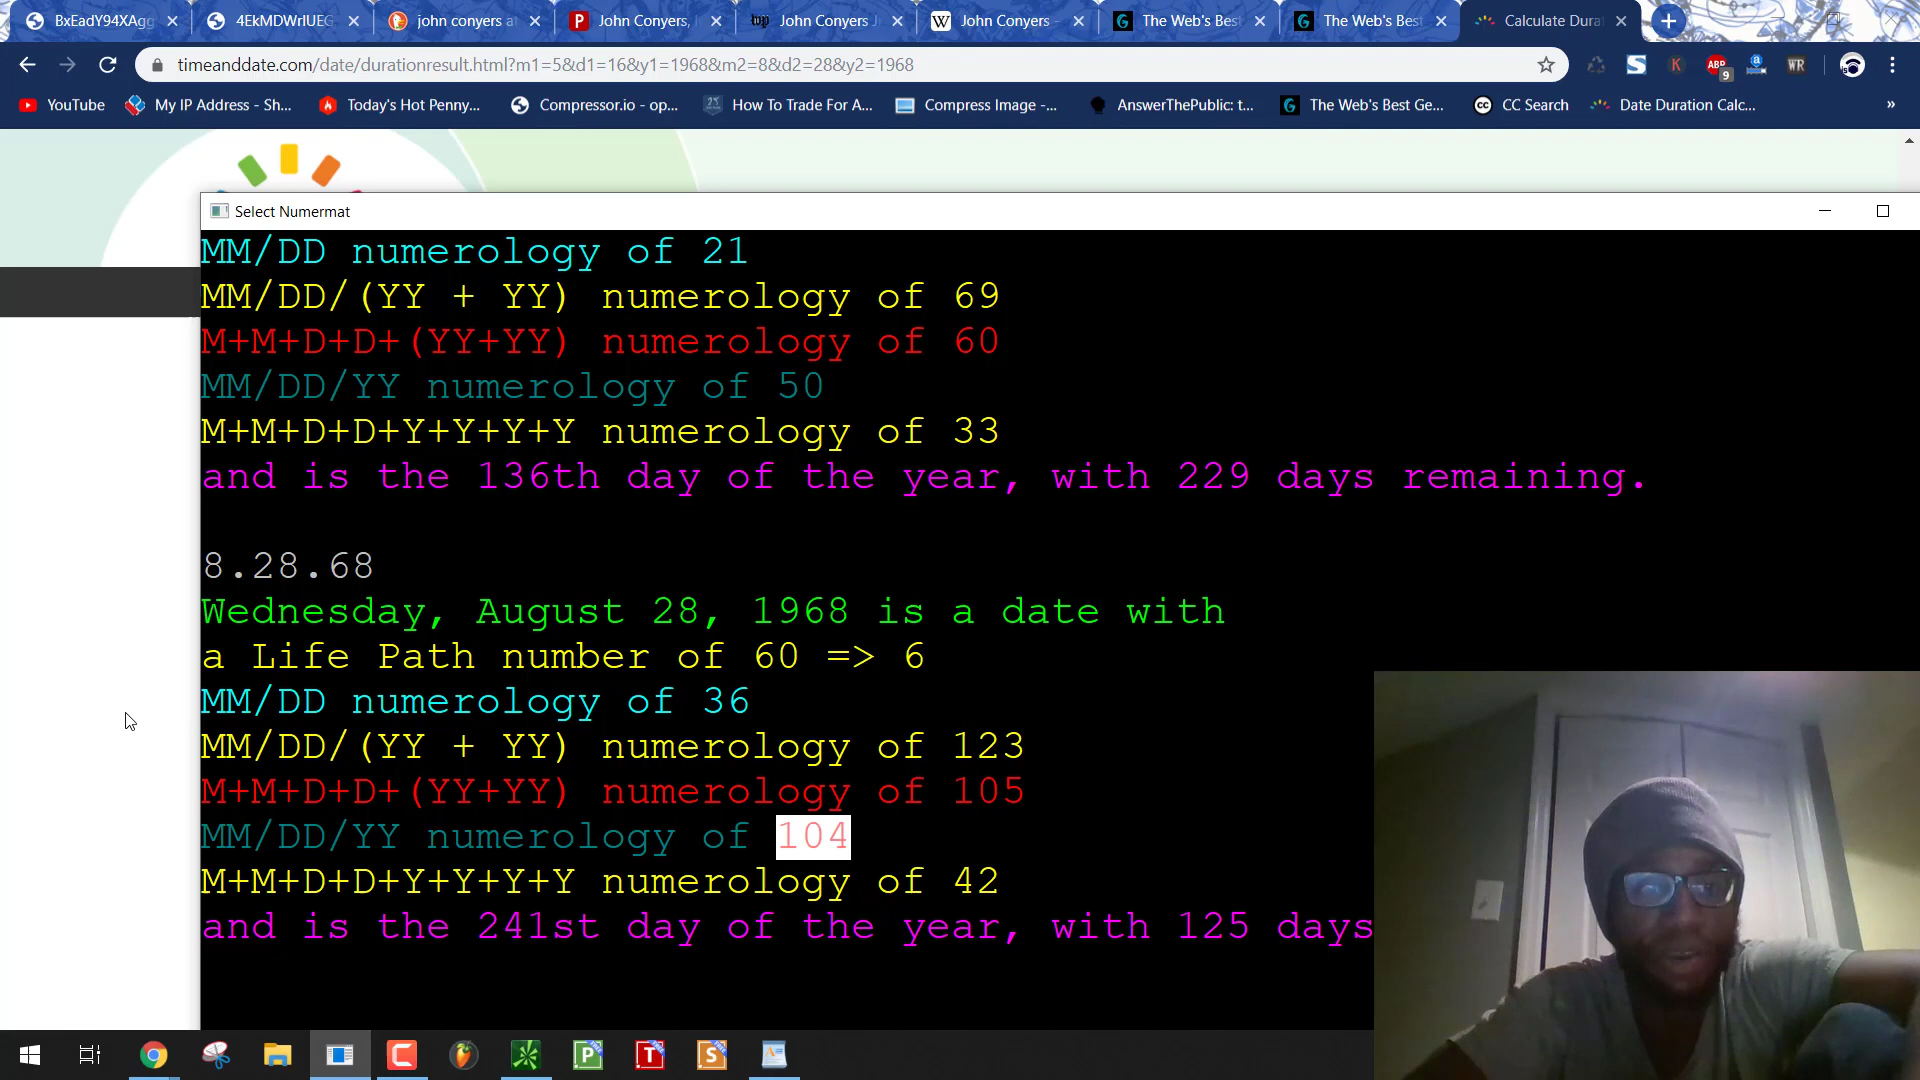 BxEadY94XAgg
4EkMDWrIUEG
john conyers at
John Conyers, 
John Conyers J
John Conyers -
The Web's Best
The Web's Best
Calculate Dura
timeanddate.com/date/durationresult.html?m1=5&d1=16&y1=1968&m2=8&d2=28&y2=1968
ABP
9
WR
YouTube
My IP Address - Sh...
Today's Hot Penny...
Compressor.io - op...
How To Trade For A...
Compress Image -...
AnswerThePublic: t...
The Web's Best Ge...
CC Search
Date Duration Calc...
»
Select Numermat
MM/DD numerology of 21
MM/DD/(YY + YY) numerology of 69
M+M+D+D+(YY+YY) numerology of 60
MM/DD/YY numerology of 50
M+M+D+D+Y+Y+Y+Y numerology of 33
and is the 136th day of the year, with 229 days remaining.
8.28.68
Wednesday, August 28, 1968 is a date with
a Life Path number of 60 => 6
MM/DD numerology of 36
MM/DD/(YY + YY) numerology of 123
M+M+D+D+(YY+YY) numerology of 105
MM/DD/YY numerology of 104
M+M+D+D+Y+Y+Y+Y numerology of 42
and is the 241st day of the year, with 125 days